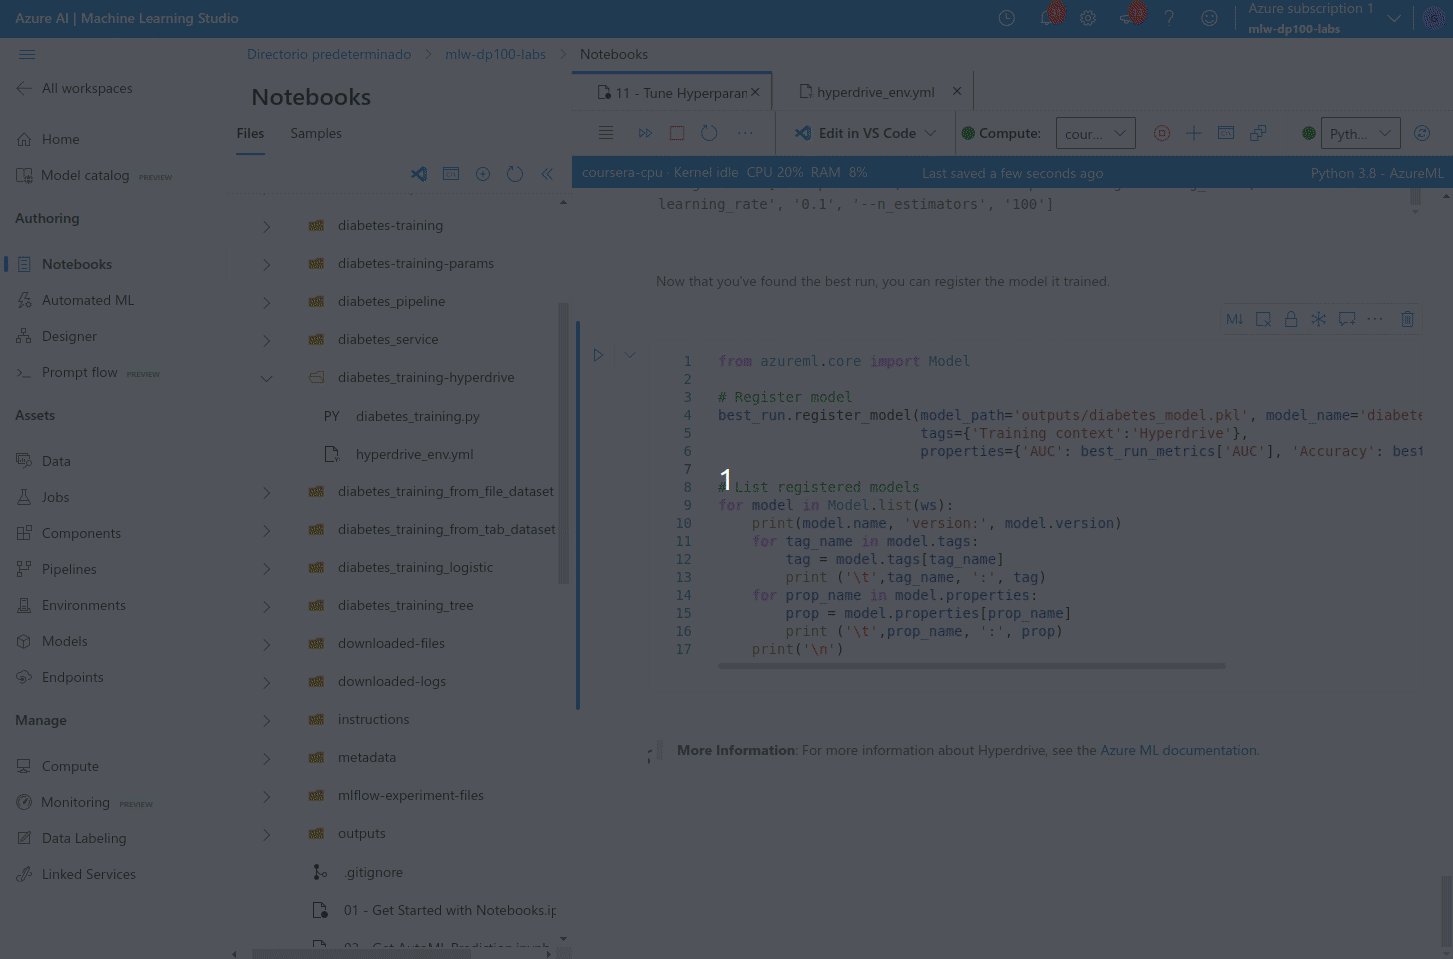 Azure AI | Machine Learning Studio
31
12
Azure subscription 1
mlw-dp100-labs
Directorio predeterminado
mlw-dp100-labs
Notebooks
All workspaces
Home
Model catalog PREVIEW
Authoring
Notebooks
Automated ML
Designer
Prompt flow PREVIEW
Assets
Data
Jobs
Components
Pipelines
Environments
Models
Endpoints
Manage
Compute
Monitoring PREVIEW
Data Labeling
Linked Services
Notebooks
Files
Samples
diabetes-training
diabetes-training-params
diabetes_pipeline
diabetes_service
diabetes_training-hyperdrive
PY diabetes_training.py
hyperdrive_env.yml
diabetes_training_from_file_dataset
diabetes_training_from_tab_dataset
diabetes_training_logistic
diabetes_training_tree
downloaded-files
downloaded-logs
instructions
metadata
mlflow-experiment-files
outputs
.gitignore
01 - Get Started with Notebooks.ip
11 - Tune Hyperparan
hyperdrive_env.yml
Edit in VS Code
Compute:
cour...
Pyth...
coursera-cpu · Kernel idle CPU 20% RAM 8%
Last saved a few seconds ago
Python 3.8 - AzureML
learning_rate', '0.1', '--n_estimators', '100']
Now that you've found the best run, you can register the model it trained.
M↓
1 from azureml.core import Model
2
3 # Register model
4 best_run.register_model(model_path='outputs/diabetes_model.pkl', model_name='diabete
5 tags={'Training context':'Hyperdrive'},
6 properties={'AUC': best_run_metrics['AUC'], 'Accuracy': best
7
8 # List registered models
9 for model in Model.list(ws):
10 print(model.name, 'version:', model.version)
11 for tag_name in model.tags:
12 tag = model.tags[tag_name]
13 print ('\t',tag_name, ':', tag)
14 for prop_name in model.properties:
15 prop = model.properties[prop_name]
16 print ('\t',prop_name, ':', prop)
17 print('\n')
1
More Information: For more information about Hyperdrive, see the Azure ML documentation.